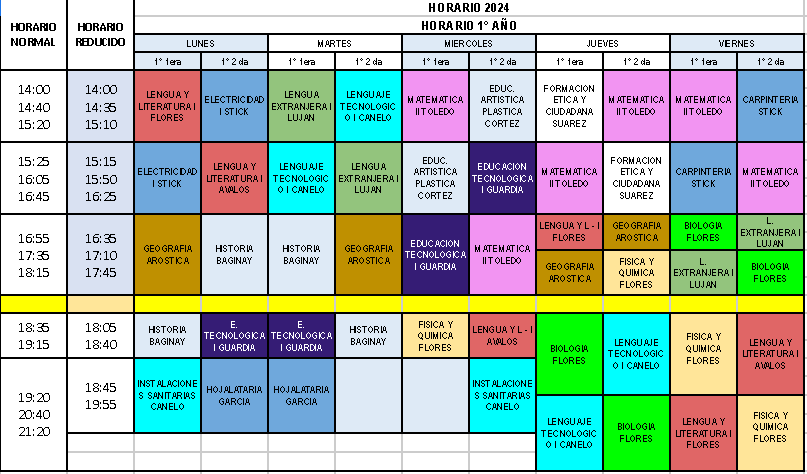 HORARIO 2024
HORARIO NORMAL
HORARIO REDUCIDO
HORARIO 1° AÑO
LUNES MARTES MIERCOLES JUEVES VIERNES
1° 1era 1° 2 da 1° 1era 1° 2 da 1° 1era 1° 2 da 1° 1era 1° 2 da 1° 1era 1° 2 da
14:00
14:40
15:20
14:00
14:35
15:10
LENGUA Y
LITERATURA I
FLORES
ELECTRICIDAD
I STICK
LENGUA
EXTRANJERA I
LUJAN
LENGUAJE
TECNOLOGIC
O I CANELO
MATEMATICA
II TOLEDO
EDUC.
ARTISTICA
PLASTICA
CORTEZ
FORMACION
ETICA Y
CIUDADANA
SUAREZ
MATEMATICA
II TOLEDO
MATEMATICA
II TOLEDO
CARPINTERIA
STICK
15:25
16:05
16:45
15:15
15:50
16:25
ELECTRICIDAD
I STICK
LENGUA Y
LITERATURA I
AVALOS
LENGUAJE
TECNOLOGIC
O I CANELO
LENGUA
EXTRANJERA I
LUJAN
EDUC.
ARTISTICA
PLASTICA
CORTEZ
EDUCACION
TECNOLOGIC
A I GUARDIA
MATEMATICA
II TOLEDO
FORMACION
ETICA Y
CIUDADANA
SUAREZ
CARPINTERIA
STICK
MATEMATICA
II TOLEDO
16:55
17:35
18:15
16:35
17:10
17:45
GEOGRAFIA
AROSTICA
HISTORIA
BAGINAY
HISTORIA
BAGINAY
GEOGRAFIA
AROSTICA
EDUCACION
TECNOLOGIC
A I GUARDIA
MATEMATICA
II TOLEDO
LENGUA Y L - I
FLORES
GEOGRAFIA
AROSTICA
BIOLOGIA
FLORES
L.
EXTRANJERA I
LUJAN
GEOGRAFIA
AROSTICA
FISICA Y
QUIMICA
FLORES
L.
EXTRANJERA I
LUJAN
BIOLOGIA
FLORES
18:35
19:15
18:05
18:40
HISTORIA
BAGINAY
E.
TECNOLOGICA
I GUARDIA
E.
TECNOLOGICA
I GUARDIA
HISTORIA
BAGINAY
FISICA Y
QUIMICA
FLORES
LENGUA Y L - I
AVALOS
BIOLOGIA
FLORES
LENGUAJE
TECNOLOGIC
O I CANELO
FISICA Y
QUIMICA
FLORES
LENGUA Y
LITERATURA I
AVALOS
19:20
20:40
21:20
18:45
19:55
INSTALACIONE
S SANITARIAS
CANELO
HOJALATARIA
GARCIA
HOJALATARIA
GARCIA
INSTALACIONE
S SANITARIAS
CANELO
LENGUAJE
TECNOLOGIC
O I CANELO
BIOLOGIA
FLORES
LENGUA Y
LITERATURA I
FLORES
FISICA Y
QUIMICA
FLORES